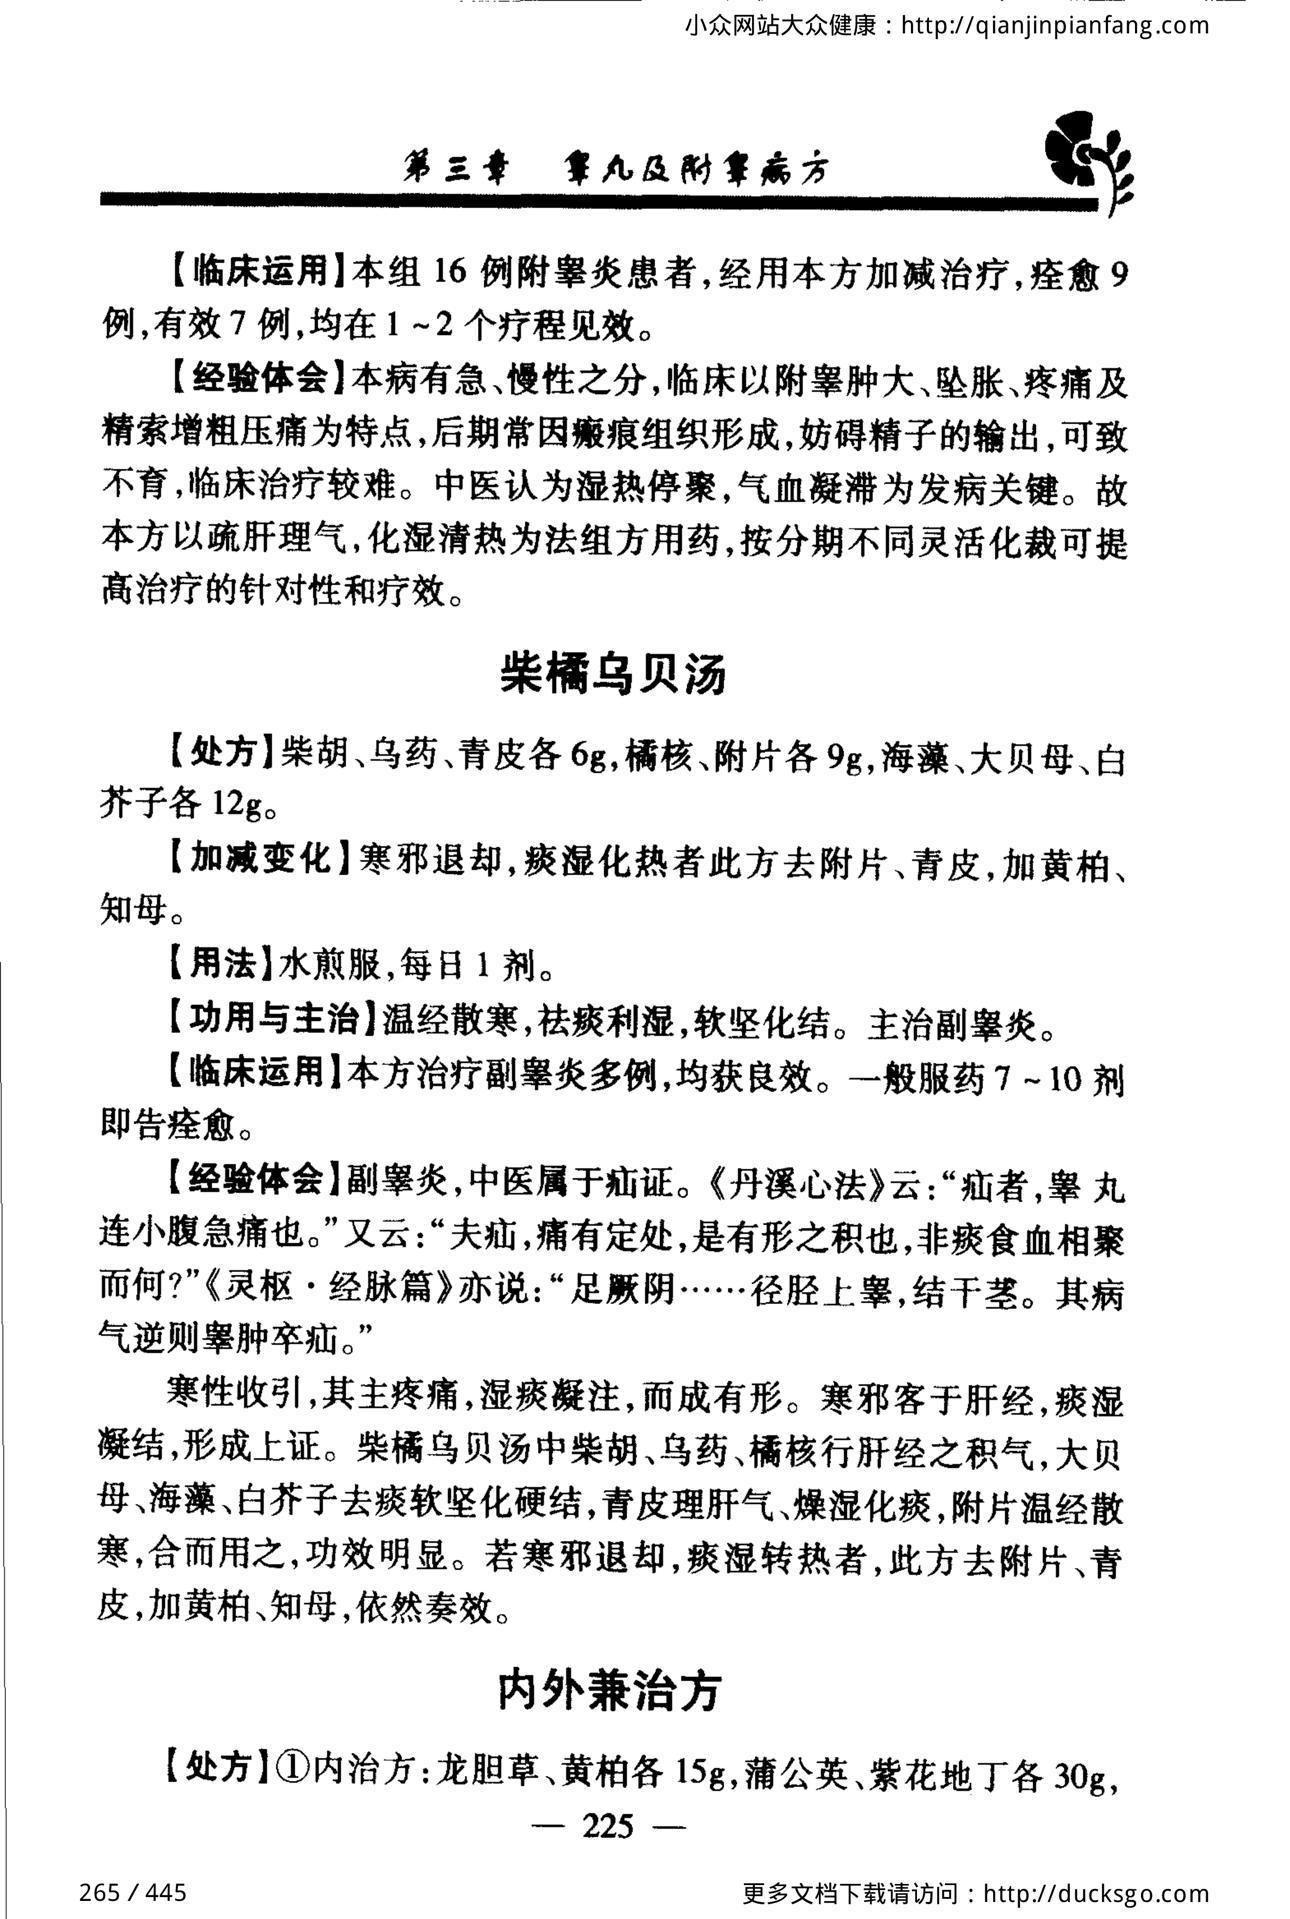 小众网站大众健康：http://qianjinpianfang.com
第三章 睾丸及附睾病方
【临床运用】本组 16 例附睾炎患者,经用本方加减治疗,痊愈 9
例,有效 7 例,均在 1～2 个疗程见效。
【经验体会】本病有急、慢性之分,临床以附睾肿大、坠胀、疼痛及
精索增粗压痛为特点,后期常因瘢痕组织形成,妨碍精子的输出,可致
不育,临床治疗较难。中医认为湿热停聚,气血凝滞为发病关键。故
本方以疏肝理气,化湿清热为法组方用药,按分期不同灵活化裁可提
高治疗的针对性和疗效。
柴橘乌贝汤
【处方】柴胡、乌药、青皮各 6g,橘核、附片各 9g,海藻、大贝母、白
芥子各 12g。
【加减变化】寒邪退却,痰湿化热者此方去附片、青皮,加黄柏、
知母。
【用法】水煎服,每日 1 剂。
【功用与主治】温经散寒,祛痰利湿,软坚化结。主治副睾炎。
【临床运用】本方治疗副睾炎多例,均获良效。一般服药 7～10 剂
即告痊愈。
【经验体会】副睾炎,中医属于疝证。《丹溪心法》云:“疝者,睾 丸
连小腹急痛也。”又云:“夫疝,痛有定处,是有形之积也,非痰食血相聚
而何?”《灵枢·经脉篇》亦说:“足厥阴……径胫上睾,结干茎。其病
气逆则睾肿卒疝。”
寒性收引,其主疼痛,湿痰凝注,而成有形。寒邪客于肝经,痰湿
凝结,形成上证。柴橘乌贝汤中柴胡、乌药、橘核行肝经之积气,大贝
母、海藻、白芥子去痰软坚化硬结,青皮理肝气、燥湿化痰,附片温经散
寒,合而用之,功效明显。若寒邪退却,痰湿转热者,此方去附片、青
皮,加黄柏、知母,依然奏效。
内外兼治方
【处方】①内治方:龙胆草、黄柏各 15g,蒲公英、紫花地丁各 30g,
— 225 —
265 / 445
更多文档下载请访问：http://ducksgo.com